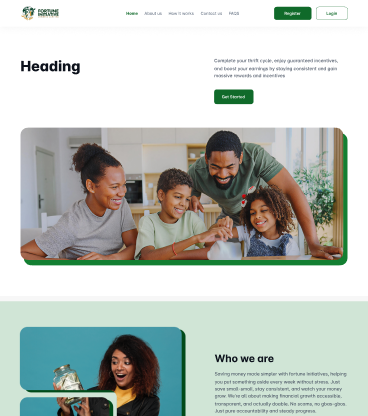 FORTUNE
INITIATIVE
Home About us How it works Contact us FAQS
Register Login
Heading
Complete your thrift cycle, enjoy guaranteed incentives,
and boost your earnings by staying consistent and gain
massive rewards and incentives
Get Started
Who we are
Saving money made simpler with Fortune Initiatives, helping
you put something aside every week without stress. Just
save small-small, stay consistent, and watch your money
grow. We're all about making financial growth accessible,
transparent, and actually doable. No scams, no gbas-gbos.
Just pure accountability and steady progress.